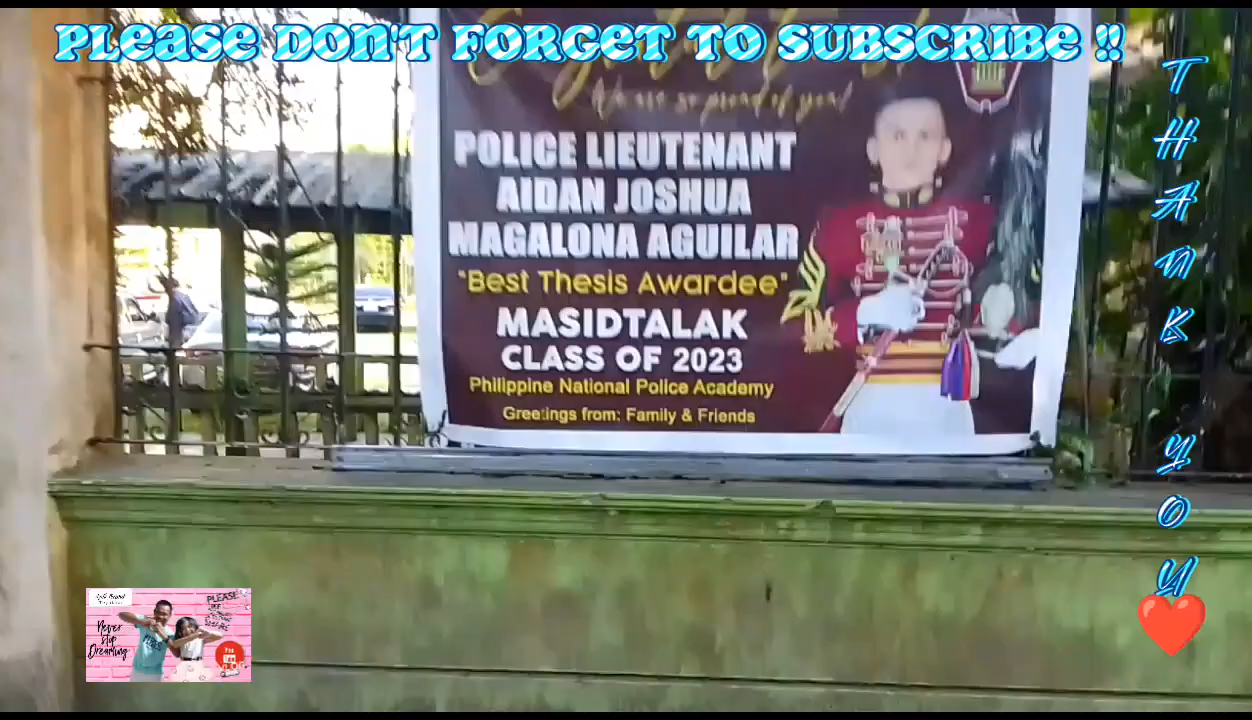 PLEASE DON'T FORGET TO SUBSCRIBE !!
We are so proud of you!
POLICE LIEUTENANT
AIDAN JOSHUA
MAGALONA AGUILAR
"Best Thesis Awardee"
MASIDTALAK
CLASS OF 2023
Philippine National Police Academy
Greetings from: Family & Friends
THANK YOU
Never
stop
Dreaming
PLEASE